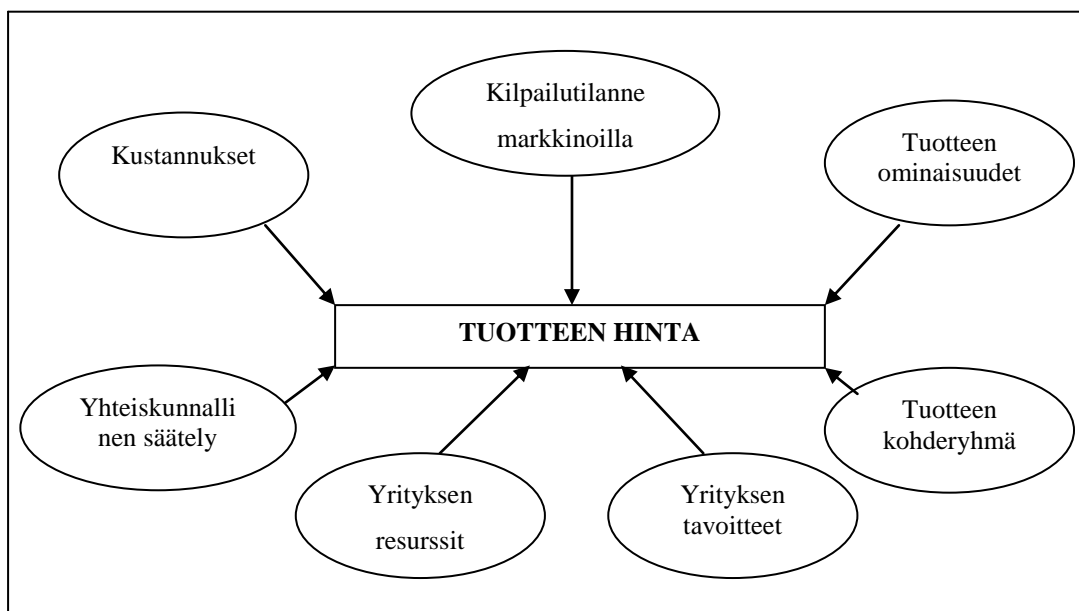 Kustannukset
Kilpailutilanne
markkinoilla
Tuotteen
ominaisuudet
TUOTTEEN HINTA
Yhteiskunnalli
nen säätely
Yrityksen
resurssit
Yrityksen
tavoitteet
Tuotteen
kohderyhmä